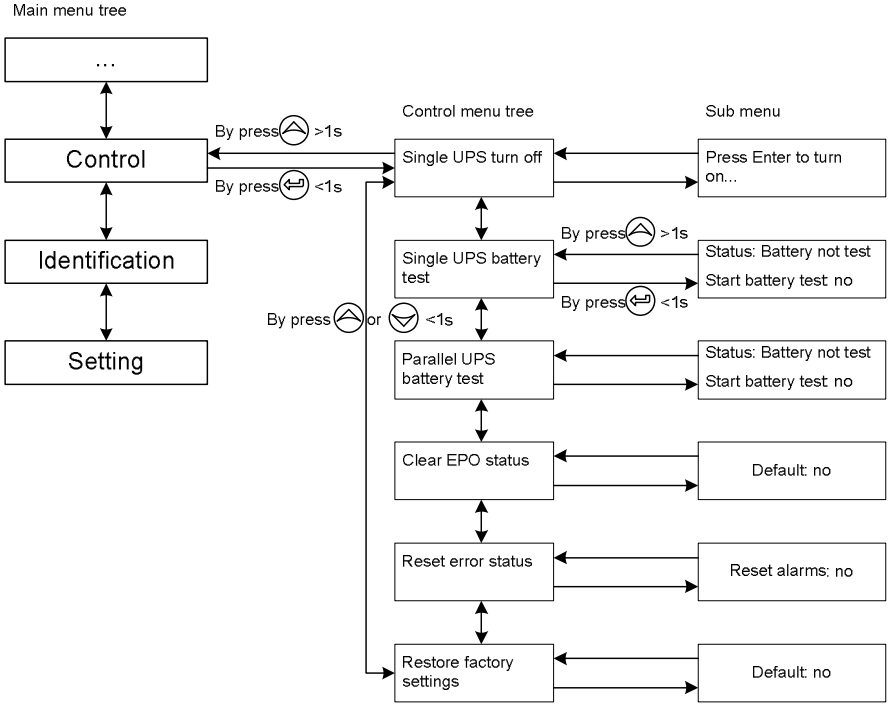 Main menu tree
...
Control
Identification
Setting
By press >1s
By press <1s
By press or <1s
Control menu tree
Single UPS turn off
Single UPS battery
test
Parallel UPS
battery test
Clear EPO status
Reset error status
Restore factory
settings
By press >1s
By press <1s
Sub menu
Press Enter to turn
on...
Status: Battery not test
Start battery test: no
Status: Battery not test
Start battery test: no
Default: no
Reset alarms: no
Default: no